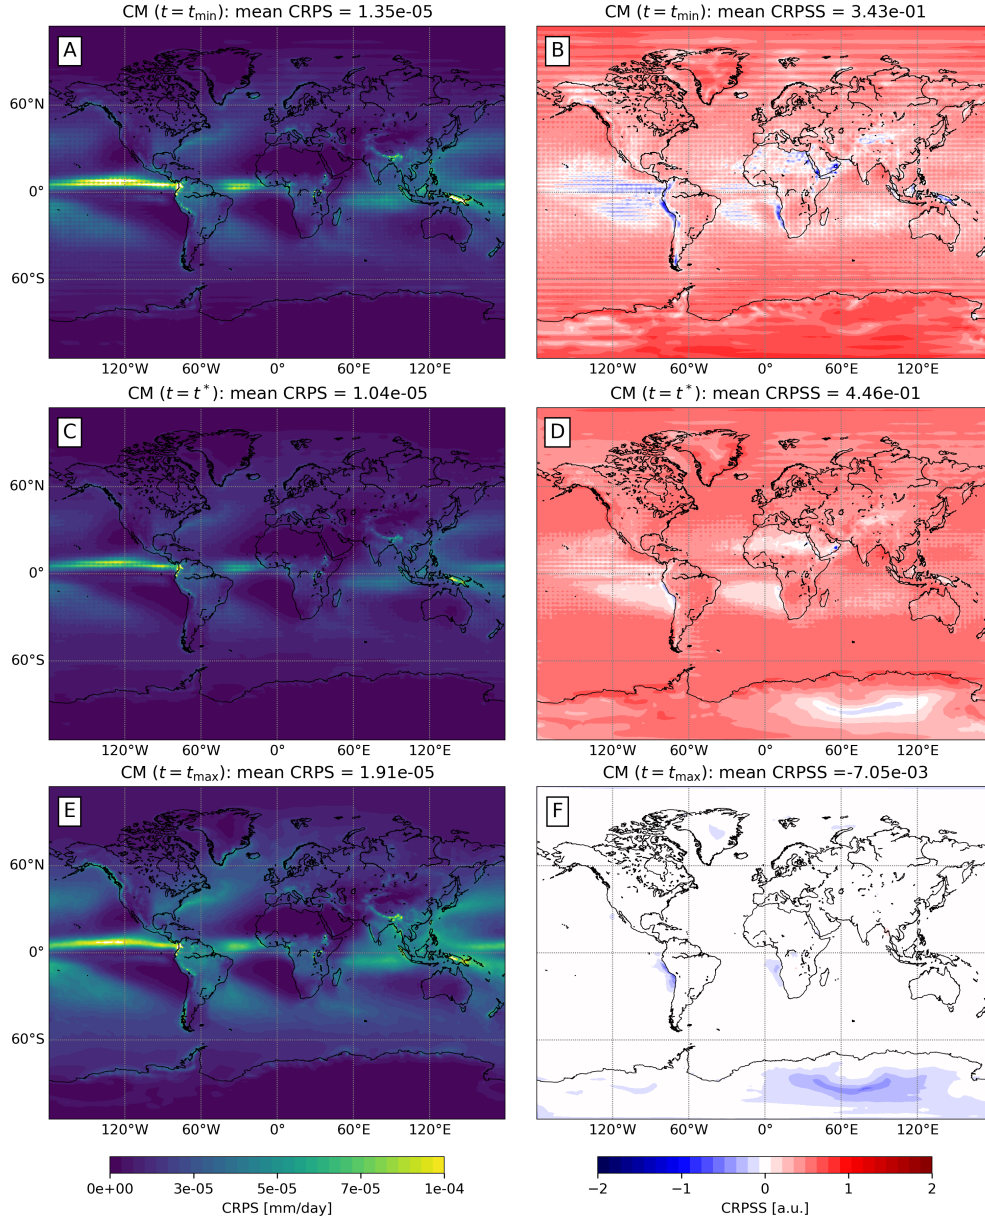 CM (t = t_min): mean CRPS = 1.35e-05
CM (t = t_min): mean CRPSS = 3.43e-01
A
B
60°N
0°
60°S
120°W 60°W 0° 60°E 120°E
120°W 60°W 0° 60°E 120°E
CM (t = t*): mean CRPS = 1.04e-05
CM (t = t*): mean CRPSS = 4.46e-01
C
D
60°N
0°
60°S
120°W 60°W 0° 60°E 120°E
120°W 60°W 0° 60°E 120°E
CM (t = t_max): mean CRPS = 1.91e-05
CM (t = t_max): mean CRPSS =-7.05e-03
E
F
60°N
0°
60°S
120°W 60°W 0° 60°E 120°E
120°W 60°W 0° 60°E 120°E
0e+00 3e-05 5e-05 7e-05 1e-04
CRPS [mm/day]
−2 −1 0 1 2
CRPSS [a.u.]